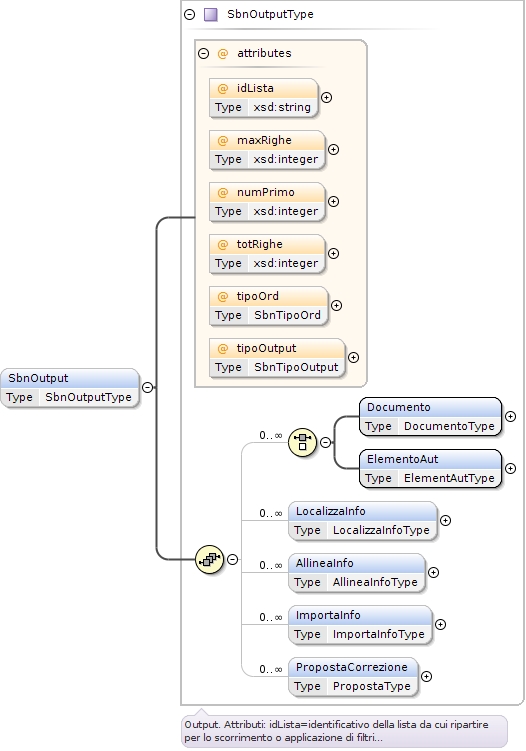 SbnOutputType
@ attributes
@ idLista
Type xsd:string
@ maxRighe
Type xsd:integer
@ numPrimo
Type xsd:integer
@ totRighe
Type xsd:integer
@ tipoOrd
Type SbnTipoOrd
@ tipoOutput
Type SbnTipoOutput
SbnOutput
Type SbnOutputType
0..∞
Documento
Type DocumentoType
ElementoAut
Type ElementAutType
0..∞
LocalizzaInfo
Type LocalizzaInfoType
0..∞
AllineaInfo
Type AllineaInfoType
0..∞
ImportaInfo
Type ImportaInfoType
0..∞
PropostaCorrezione
Type PropostaType
Output. Attributi: idLista=identificativo della lista da cui ripartire
per lo scorrimento o applicazione di filtri...